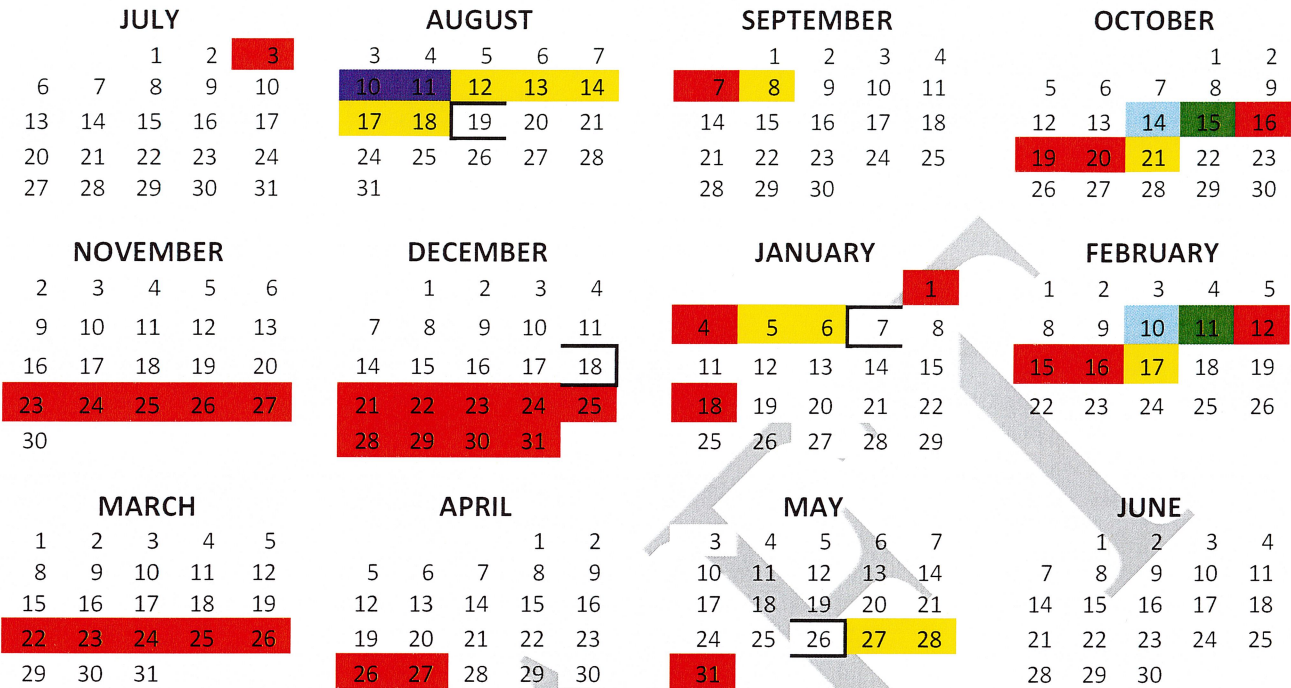 JULY
1 2 3
6 7 8 9 10
13 14 15 16 17
20 21 22 23 24
27 28 29 30 31
AUGUST
3 4 5 6 7
10 11 12 13 14
17 18 19 20 21
24 25 26 27 28
31
SEPTEMBER
1 2 3 4
7 8 9 10 11
14 15 16 17 18
21 22 23 24 25
28 29 30
OCTOBER
1 2
5 6 7 8 9
12 13 14 15 16
19 20 21 22 23
26 27 28 29 30
NOVEMBER
2 3 4 5 6
9 10 11 12 13
16 17 18 19 20
23 24 25 26 27
30
DECEMBER
1 2 3 4
7 8 9 10 11
14 15 16 17 18
21 22 23 24 25
28 29 30 31
JANUARY
1
4 5 6 7 8
11 12 13 14 15
18 19 20 21 22
25 26 27 28 29
FEBRUARY
1 2 3 4 5
8 9 10 11 12
15 16 17 18 19
22 23 24 25 26
MARCH
1 2 3 4 5
8 9 10 11 12
15 16 17 18 19
22 23 24 25 26
29 30 31
APRIL
1 2
5 6 7 8 9
12 13 14 15 16
19 20 21 22 23
26 27 28 29 30
MAY
3 4 5 6 7
10 11 12 13 14
17 18 19 20 21
24 25 26 27 28
31
JUNE
1 2 3 4
7 8 9 10 11
14 15 16 17 18
21 22 23 24 25
28 29 30